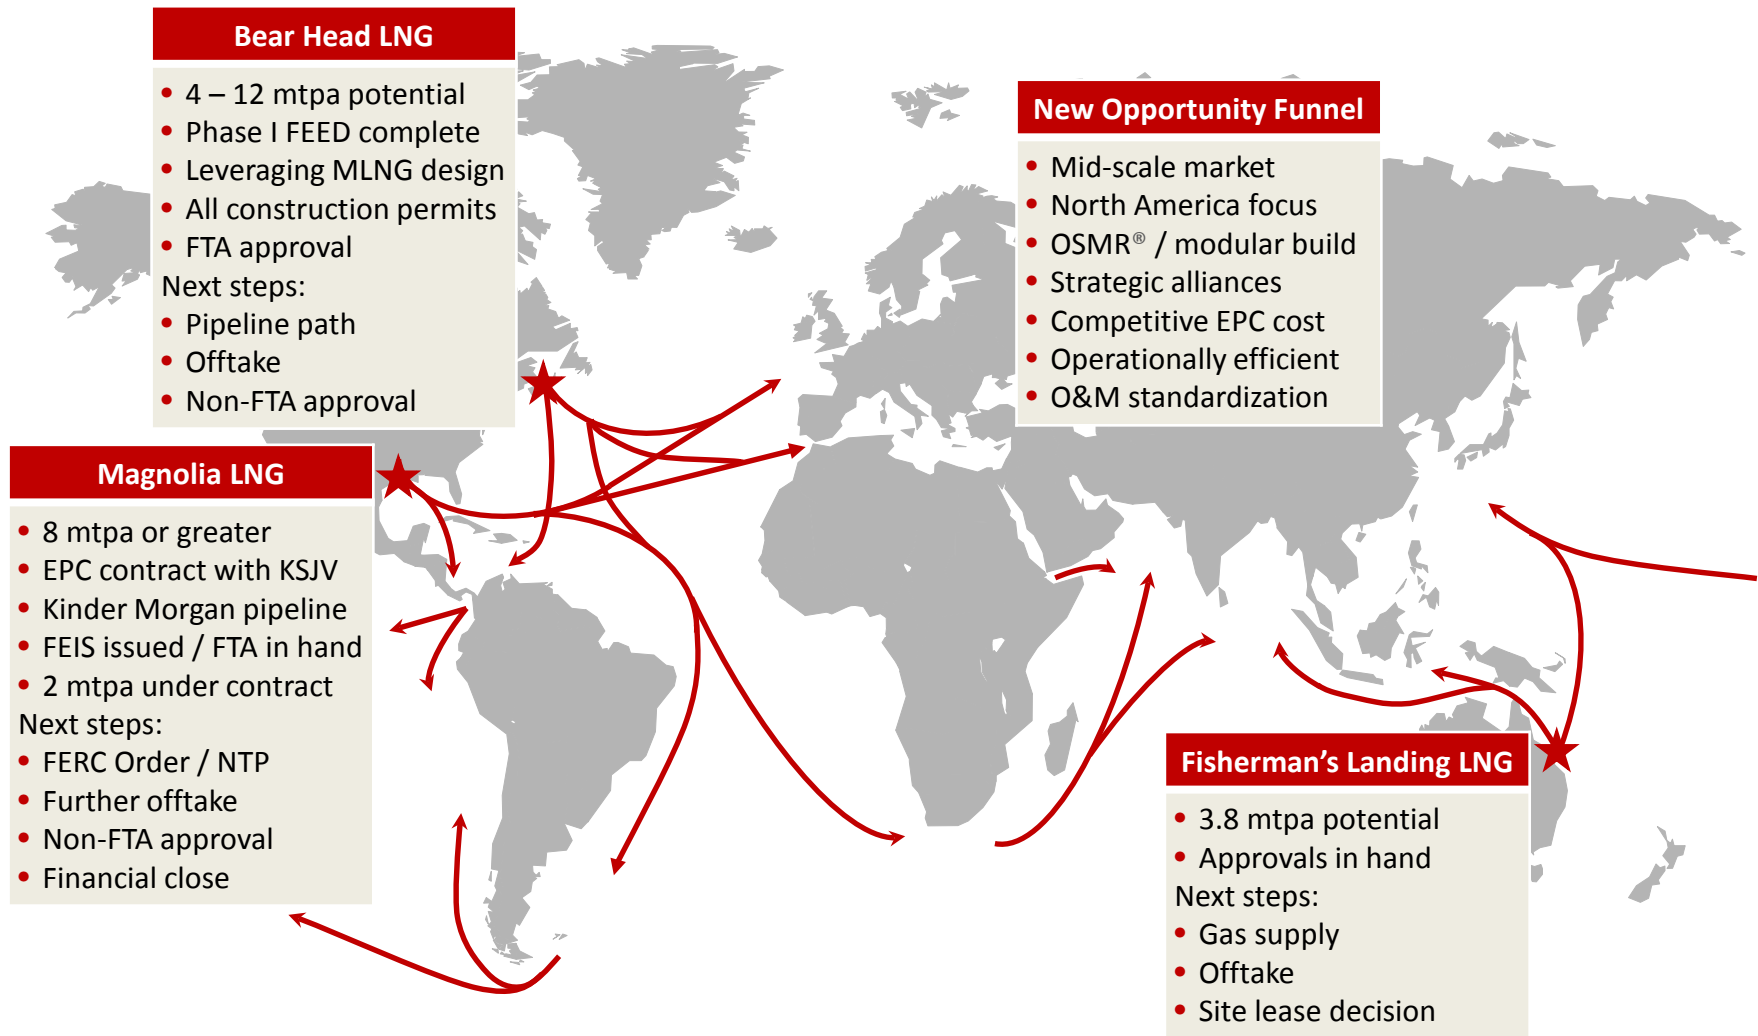 Bear Head LNG
• 4 – 12 mtpa potential
• Phase I FEED complete
• Leveraging MLNG design
• All construction permits
• FTA approval
Next steps:
• Pipeline path
• Offtake
• Non-FTA approval
New Opportunity Funnel
• Mid-scale market
• North America focus
• OSMR® / modular build
• Strategic alliances
• Competitive EPC cost
• Operationally efficient
• O&M standardization
Magnolia LNG
• 8 mtpa or greater
• EPC contract with KSJV
• Kinder Morgan pipeline
• FEIS issued / FTA in hand
• 2 mtpa under contract
Next steps:
• FERC Order / NTP
• Further offtake
• Non-FTA approval
• Financial close
Fisherman’s Landing LNG
• 3.8 mtpa potential
• Approvals in hand
Next steps:
• Gas supply
• Offtake
• Site lease decision